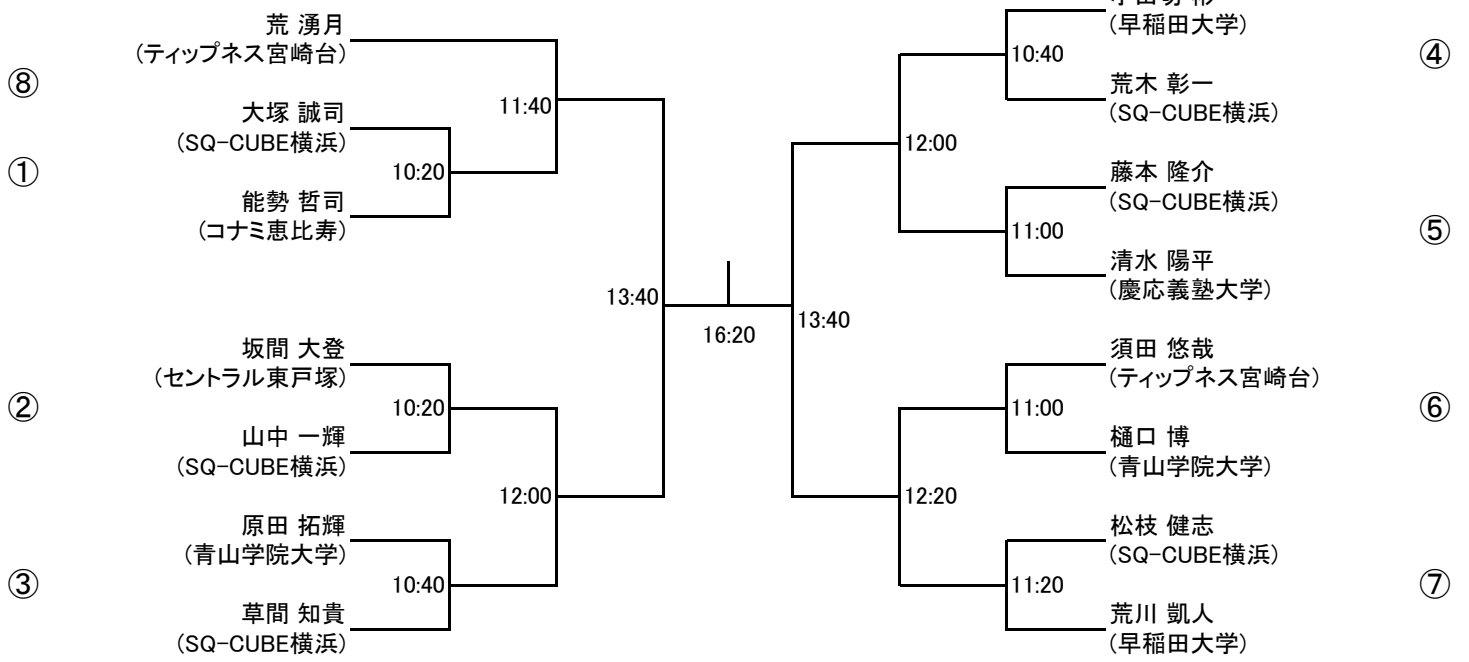 荒 湧月
(ティップネス宮崎台)
⑧
11:40
大塚 誠司
(SQ-CUBE横浜)
①
10:20
能勢 哲司
(コナミ恵比寿)
13:40
坂間 大登
(セントラル東戸塚)
②
10:20
山中 一輝
(SQ-CUBE横浜)
12:00
原田 拓輝
(青山学院大学)
③
10:40
草間 知貴
(SQ-CUBE横浜)
16:20
(早稲田大学)
④
10:40
荒木 彰一
(SQ-CUBE横浜)
12:00
藤本 隆介
(SQ-CUBE横浜)
⑤
11:00
清水 陽平
(慶応義塾大学)
13:40
須田 悠哉
(ティップネス宮崎台)
⑥
11:00
樋口 博
(青山学院大学)
12:20
松枝 健志
(SQ-CUBE横浜)
⑦
11:20
荒川 凱人
(早稲田大学)